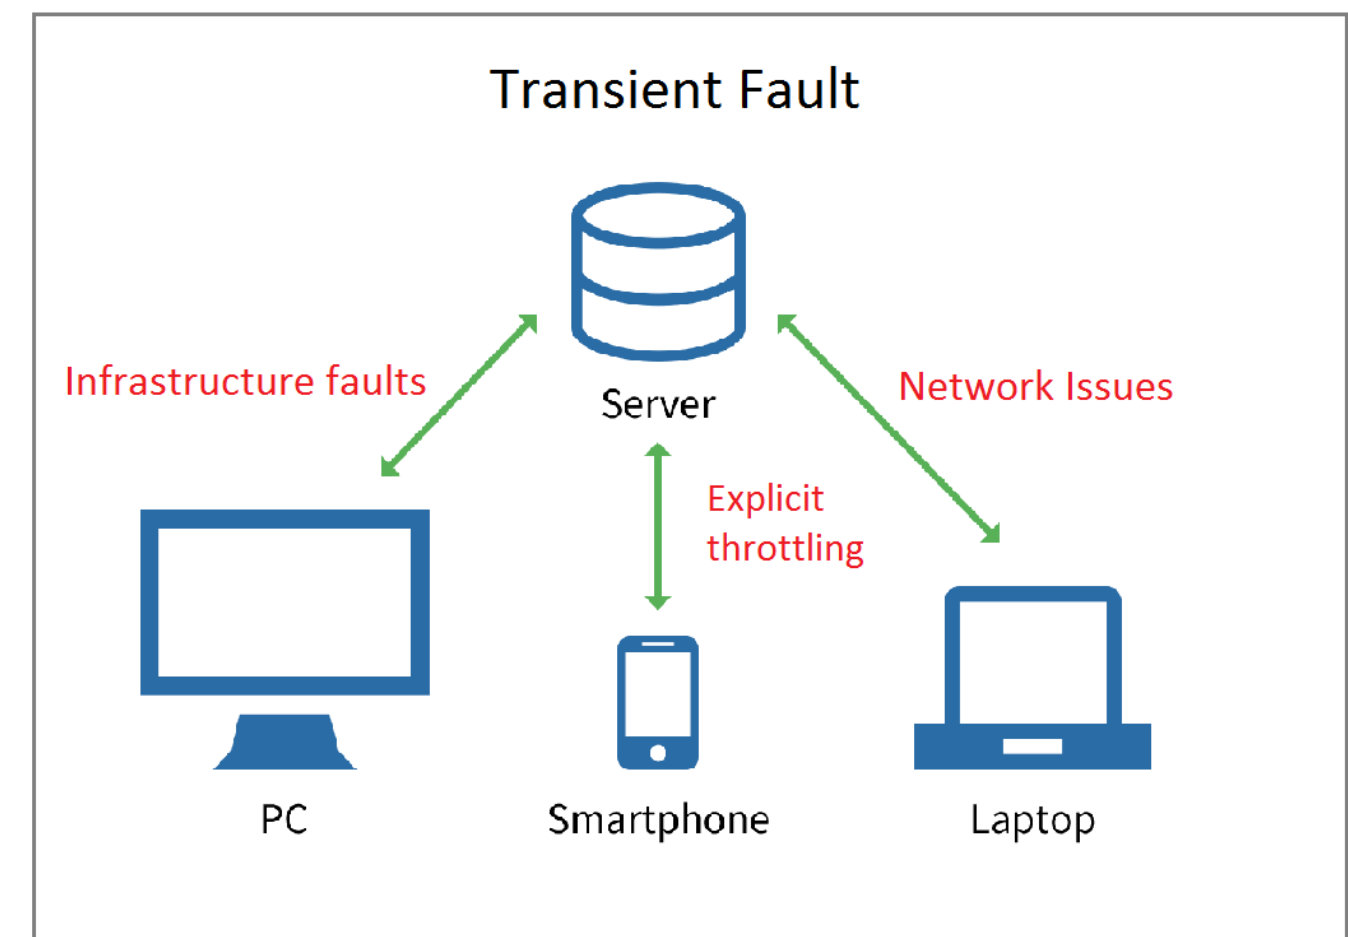 Transient Fault
Infrastructure faults
Server
Network Issues
Explicit
throttling
PC
Smartphone
Laptop